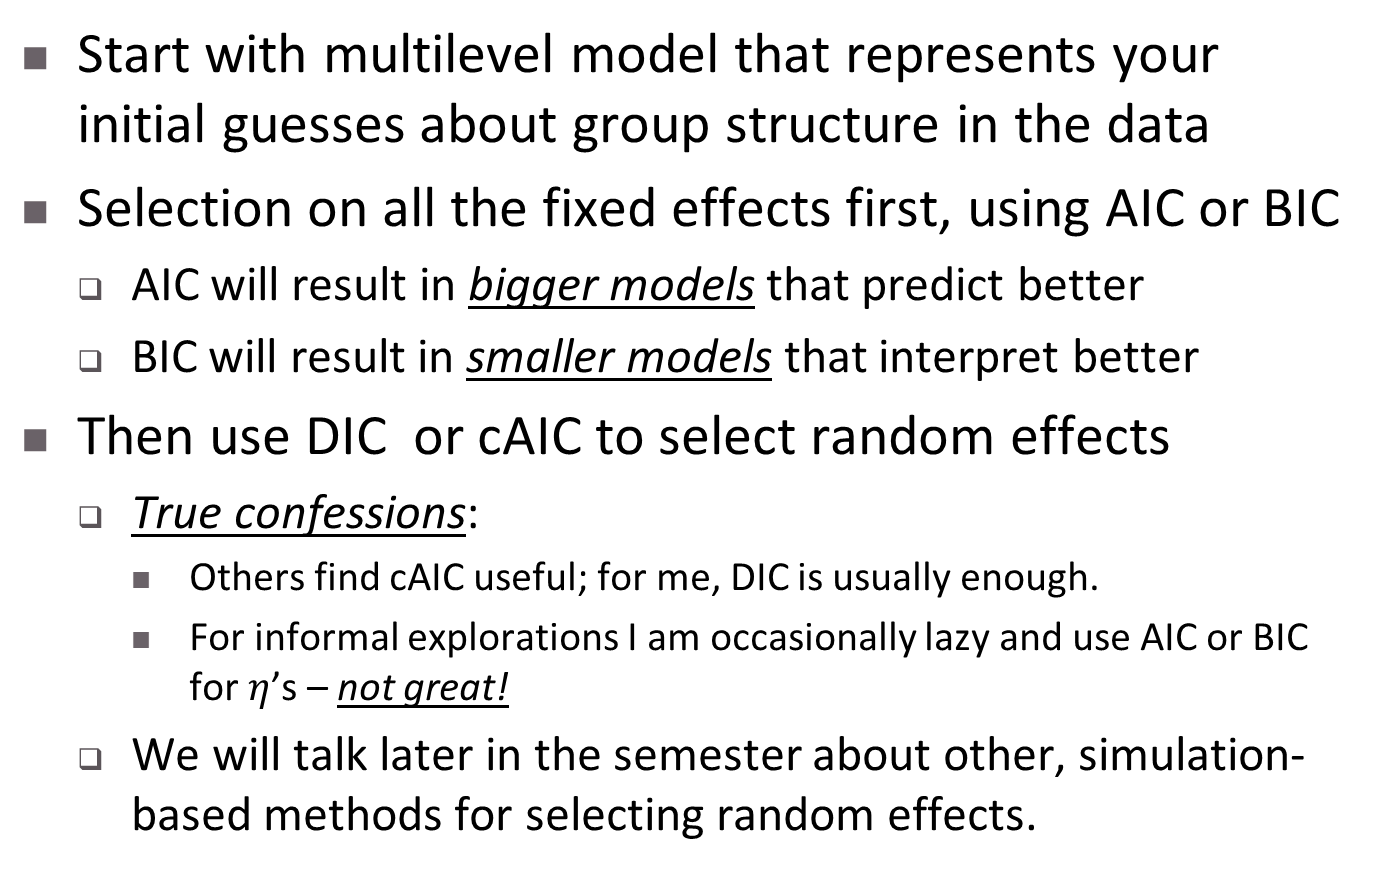 Start with multilevel model that represents your
initial guesses about group structure in the data
Selection on all the fixed effects first, using AIC or BIC
AIC will result in bigger models that predict better
BIC will result in smaller models that interpret better
Then use DIC or cAIC to select random effects
True confessions:
Others find cAIC useful; for me, DIC is usually enough.
For informal explorations I am occasionally lazy and use AIC or BIC
for η’s – not great!
We will talk later in the semester about other, simulation-
based methods for selecting random effects.